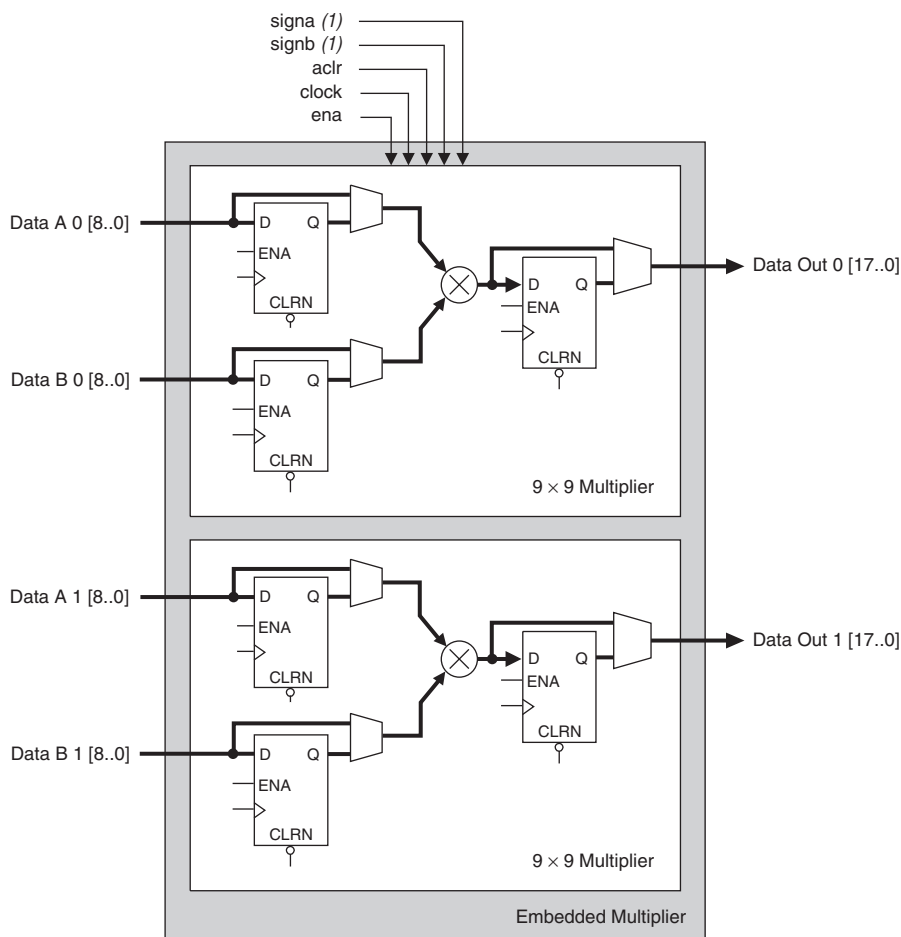 signa (1)
signb (1)
aclr
clock
ena
Data A 0 [8..0]
D Q
ENA
CLRN
Data Out 0 [17..0]
D Q
ENA
CLRN
Data B 0 [8..0]
D Q
ENA
CLRN
9 × 9 Multiplier
Data A 1 [8..0]
D Q
ENA
CLRN
Data Out 1 [17..0]
D Q
ENA
CLRN
Data B 1 [8..0]
D Q
ENA
CLRN
9 × 9 Multiplier
Embedded Multiplier